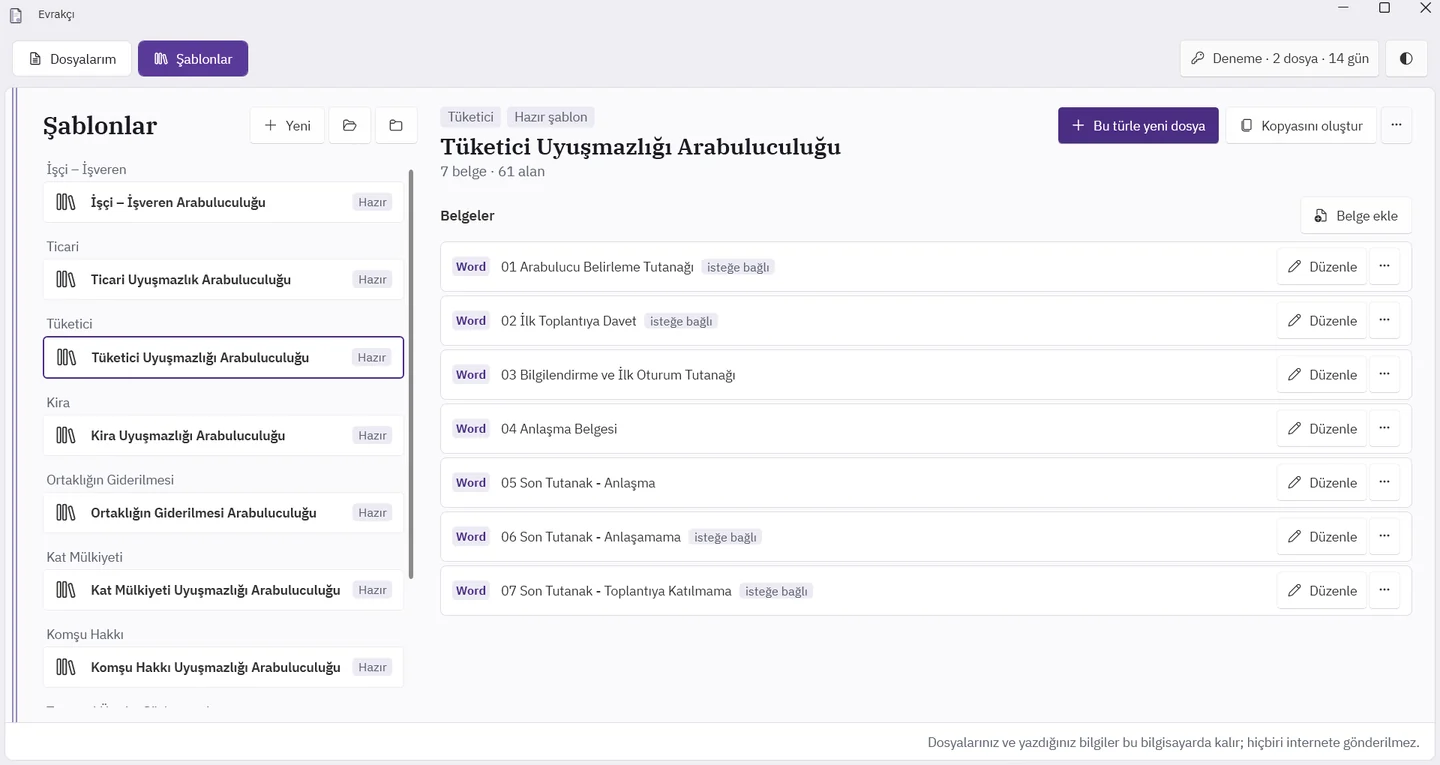 Evrakçı
Dosyalarım
Şablonlar
Deneme · 2 dosya · 14 gün
Şablonlar
Yeni
İşçi – İşveren
İşçi – İşveren Arabuluculuğu Hazır
Ticari
Ticari Uyuşmazlık Arabuluculuğu Hazır
Tüketici
Tüketici Uyuşmazlığı Arabuluculuğu Hazır
Kira
Kira Uyuşmazlığı Arabuluculuğu Hazır
Ortaklığın Giderilmesi
Ortaklığın Giderilmesi Arabuluculuğu Hazır
Kat Mülkiyeti
Kat Mülkiyeti Uyuşmazlığı Arabuluculuğu Hazır
Komşu Hakkı
Komşu Hakkı Uyuşmazlığı Arabuluculuğu Hazır
Tüketici Hazır şablon
Tüketici Uyuşmazlığı Arabuluculuğu
7 belge · 61 alan
Bu türle yeni dosya
Kopyasını oluştur
Belgeler
Belge ekle
Word 01 Arabulucu Belirleme Tutanağı isteğe bağlı Düzenle
Word 02 İlk Toplantıya Davet isteğe bağlı Düzenle
Word 03 Bilgilendirme ve İlk Oturum Tutanağı Düzenle
Word 04 Anlaşma Belgesi Düzenle
Word 05 Son Tutanak - Anlaşma Düzenle
Word 06 Son Tutanak - Anlaşamama isteğe bağlı Düzenle
Word 07 Son Tutanak - Toplantıya Katılmama isteğe bağlı Düzenle
Dosyalarınız ve yazdığınız bilgiler bu bilgisayarda kalır; hiçbiri internete gönderilmez.